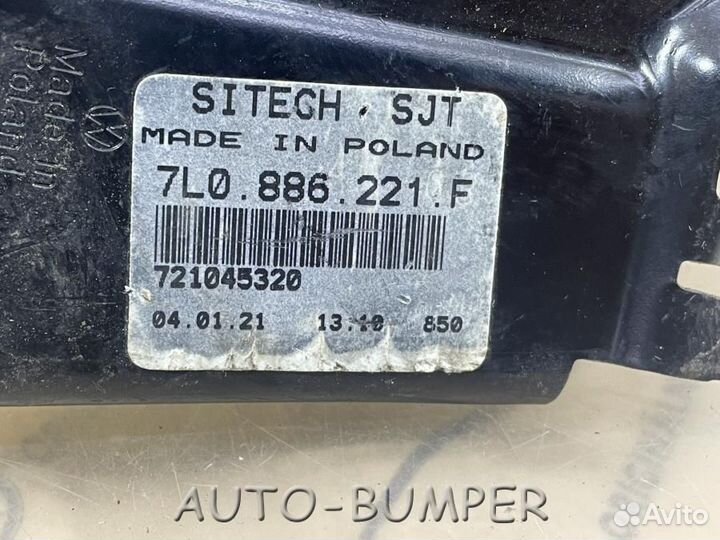 Made in
Poland
SITECH . SJT
MADE IN POLAND
7L0.886.221.F
721045320
04.01.21 13:10 850
AUTO-BUMPER
Avito